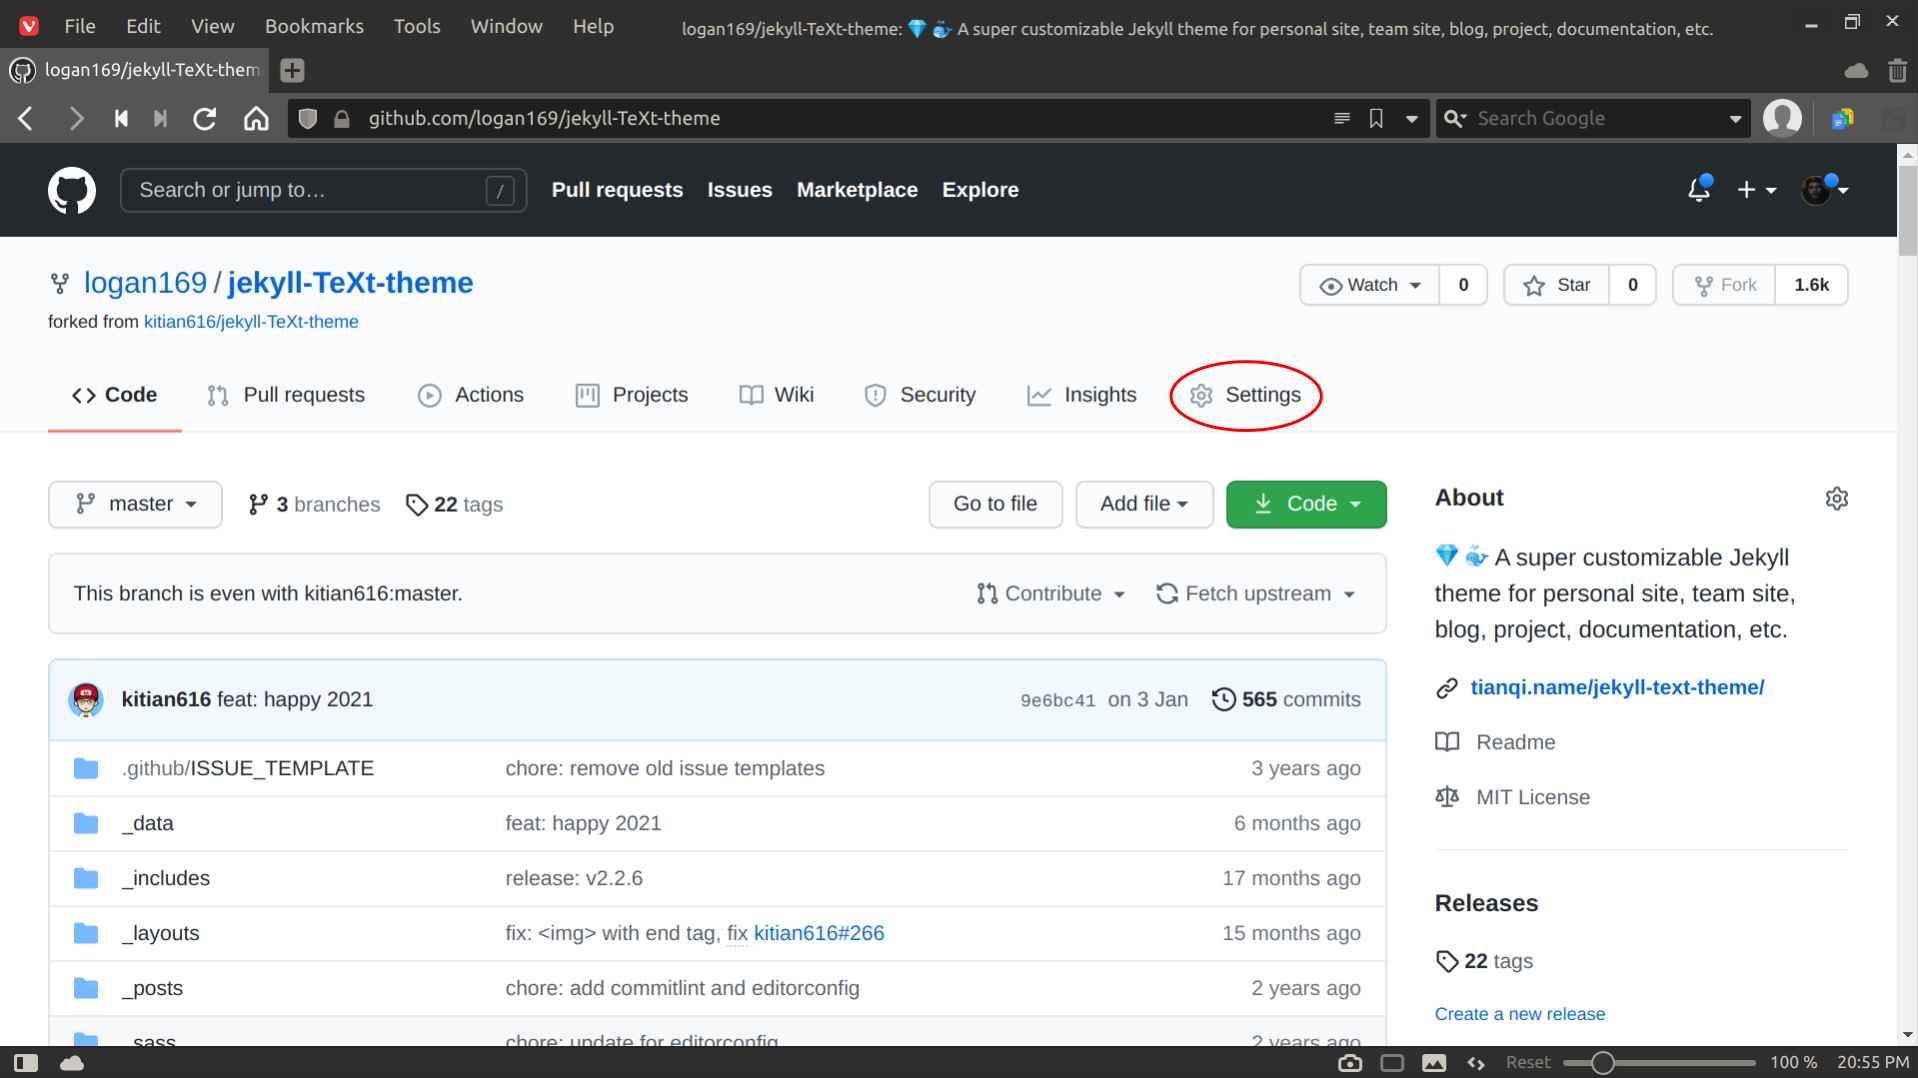 File Edit View Bookmarks Tools Window Help logan169/jekyll-TeXt-theme: 💎 🐳 A super customizable Jekyll theme for personal site, team site, blog, project, documentation, etc.
logan169/jekyll-TeXt-them
github.com/logan169/jekyll-TeXt-theme Search Google
Search or jump to… / Pull requests Issues Marketplace Explore
logan169 / jekyll-TeXt-theme Watch 0 Star 0 Fork 1.6k
forked from kitian616/jekyll-TeXt-theme
Code Pull requests Actions Projects Wiki Security Insights Settings
master 3 branches 22 tags Go to file Add file Code
This branch is even with kitian616:master. Contribute Fetch upstream
kitian616 feat: happy 2021 9e6bc41 on 3 Jan 565 commits
.github/ISSUE_TEMPLATE chore: remove old issue templates 3 years ago
_data feat: happy 2021 6 months ago
_includes release: v2.2.6 17 months ago
_layouts fix: <img> with end tag, fix kitian616#266 15 months ago
_posts chore: add commitlint and editorconfig 2 years ago
_sass chore: update for editorconfig 2 years ago
About
💎 🐳 A super customizable Jekyll
theme for personal site, team site,
blog, project, documentation, etc.
tianqi.name/jekyll-text-theme/
Readme
MIT License
Releases
22 tags
Create a new release
Reset 100 % 20:55 PM